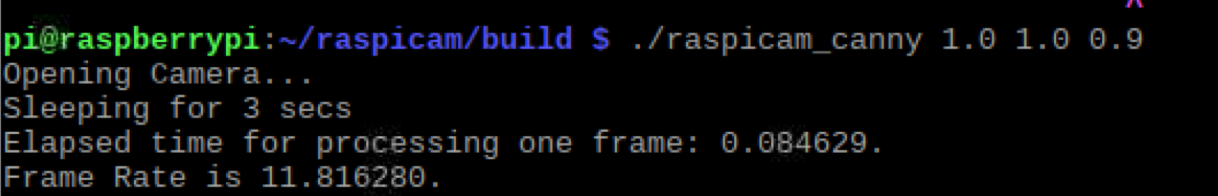 pi@raspberrypi:~/raspicam/build $ ./raspicam_canny 1.0 1.0 0.9
Opening Camera...
Sleeping for 3 secs
Elapsed time for processing one frame: 0.084629.
Frame Rate is 11.816280.